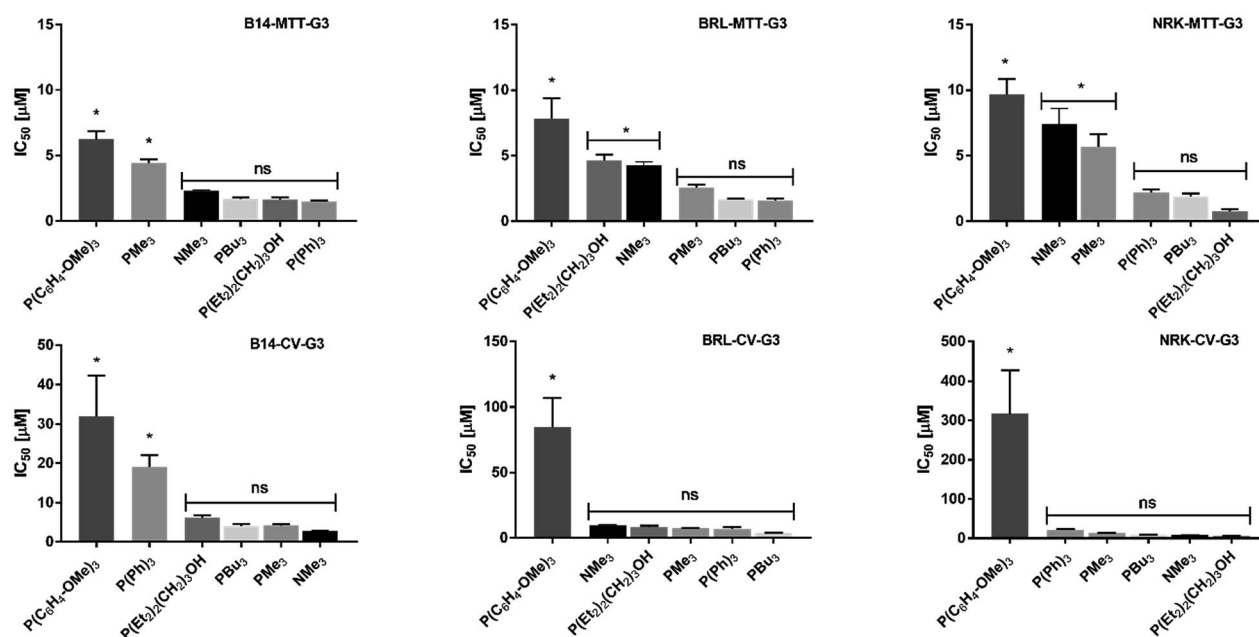 B14-MTT-G3
IC₅₀ [µM]
15
10
5
0
*
*
ns
P(C₆H₄-OMe)₃
PMe₃
NMe₃
PBu₃
P(Et₂)₂(CH₂)₃OH
P(Ph)₃
BRL-MTT-G3
IC₅₀ [µM]
15
10
5
0
*
*
ns
P(C₆H₄-OMe)₃
P(Et₂)₂(CH₂)₃OH
NMe₃
PMe₃
PBu₃
P(Ph)₃
NRK-MTT-G3
IC₅₀ [µM]
15
10
5
0
*
*
ns
P(C₆H₄-OMe)₃
NMe₃
PMe₃
P(Ph)₃
PBu₃
P(Et₂)₂(CH₂)₃OH
B14-CV-G3
IC₅₀ [µM]
50
40
30
20
10
0
*
*
ns
P(C₆H₄-OMe)₃
P(Ph)₃
P(Et₂)₂(CH₂)₃OH
PBu₃
PMe₃
NMe₃
BRL-CV-G3
IC₅₀ [µM]
150
100
50
0
*
ns
P(C₆H₄-OMe)₃
NMe₃
P(Et₂)₂(CH₂)₃OH
PMe₃
P(Ph)₃
PBu₃
NRK-CV-G3
IC₅₀ [µM]
500
400
300
200
100
0
*
ns
P(C₆H₄-OMe)₃
P(Ph)₃
PMe₃
PBu₃
NMe₃
P(Et₂)₂(CH₂)₃OH